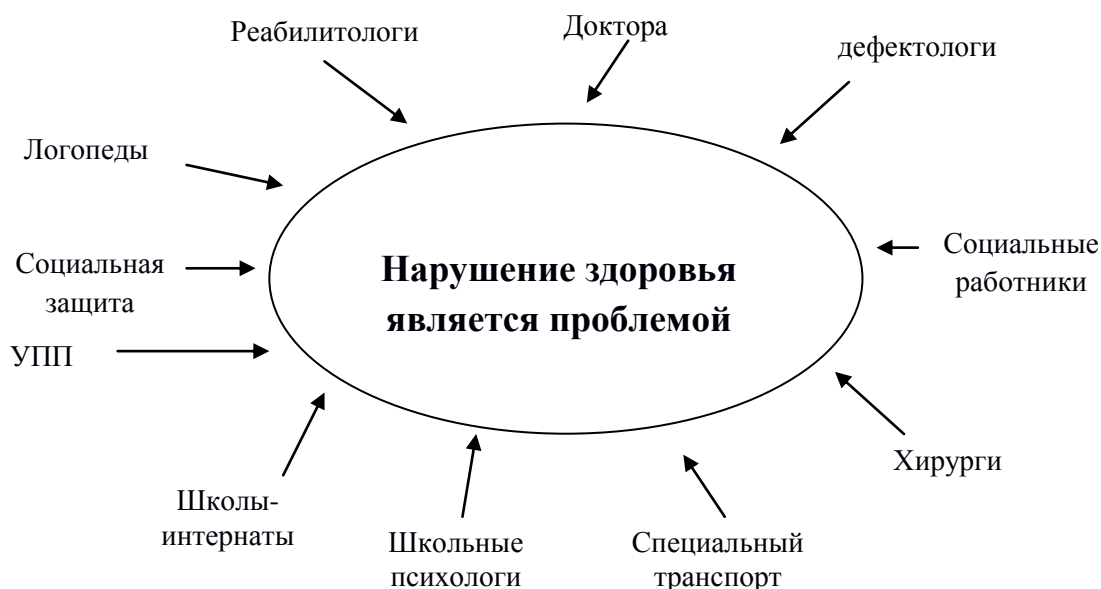 Реабилитологи
Доктора
дефектологи
Логопеды
Социальная
защита
Нарушение здоровья
является проблемой
Социальные
работники
УПП
Хирурги
Школы-
интернаты
Школьные
психологи
Специальный
транспорт